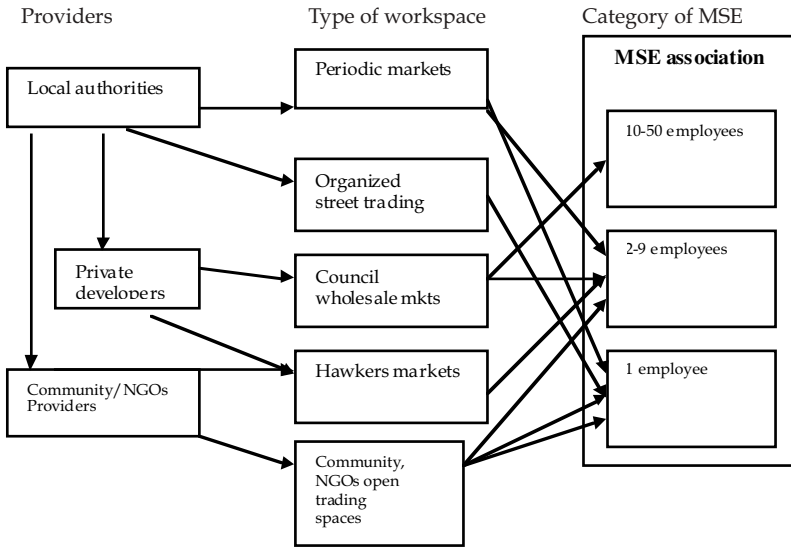 Providers
Type of workspace
Category of MSE
Local authorities
Private
developers
Community/NGOs
Providers
Periodic markets
Organized
street trading
Council
wholesale mkts
Hawkers markets
Community,
NGOs open
trading
spaces
MSE association
10-50 employees
2-9 employees
1 employee